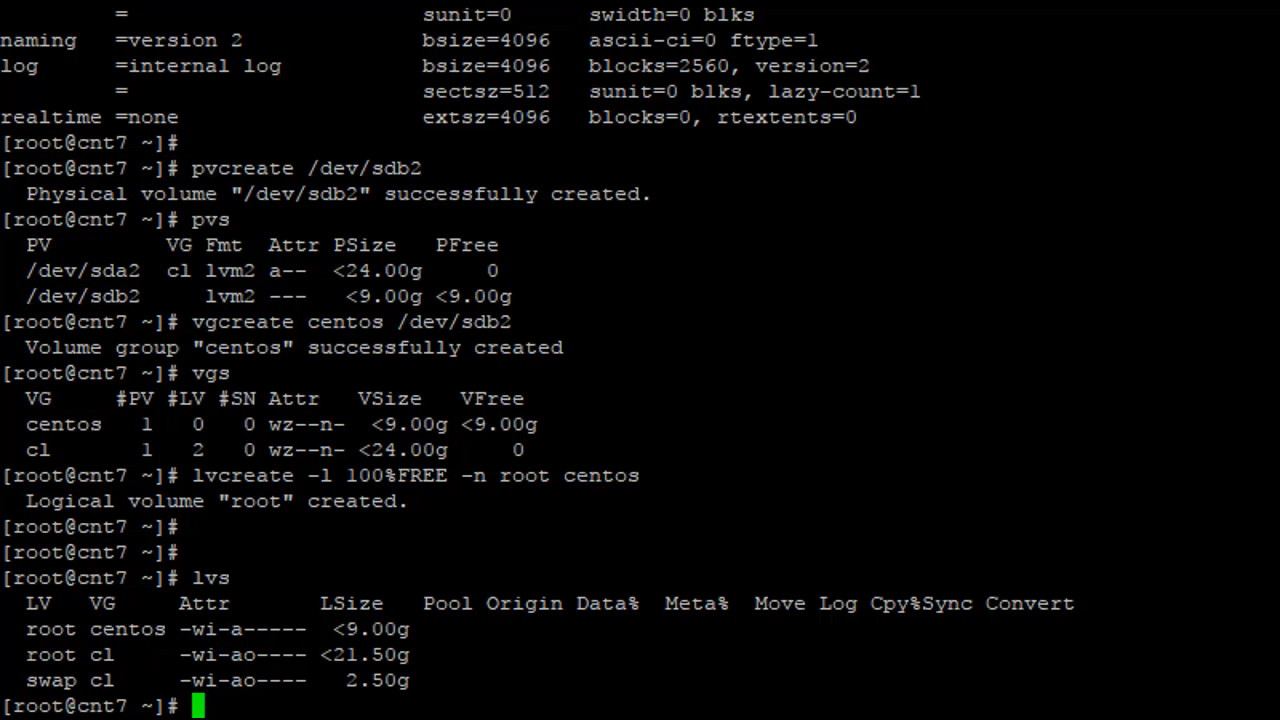 =                       sunit=0      swidth=0 blks
naming   =version 2              bsize=4096   ascii-ci=0 ftype=1
log      =internal log           bsize=4096   blocks=2560, version=2
         =                       sectsz=512   sunit=0 blks, lazy-count=1
realtime =none                   extsz=4096   blocks=0, rtextents=0
[root@cnt7 ~]#
[root@cnt7 ~]# pvcreate /dev/sdb2
  Physical volume "/dev/sdb2" successfully created.
[root@cnt7 ~]# pvs
  PV         VG Fmt  Attr PSize   PFree
  /dev/sda2  cl lvm2 a--  <24.00g     0
  /dev/sdb2     lvm2 ---   <9.00g <9.00g
[root@cnt7 ~]# vgcreate centos /dev/sdb2
  Volume group "centos" successfully created
[root@cnt7 ~]# vgs
  VG     #PV #LV #SN Attr   VSize   VFree
  centos   1   0   0 wz--n-  <9.00g <9.00g
  cl       1   2   0 wz--n- <24.00g     0
[root@cnt7 ~]# lvcreate -l 100%FREE -n root centos
  Logical volume "root" created.
[root@cnt7 ~]#
[root@cnt7 ~]#
[root@cnt7 ~]# lvs
  LV   VG     Attr       LSize   Pool Origin Data%  Meta%  Move Log Cpy%Sync Convert
  root centos -wi-a-----  <9.00g
  root cl     -wi-ao---- <21.50g
  swap cl     -wi-ao----   2.50g
[root@cnt7 ~]#